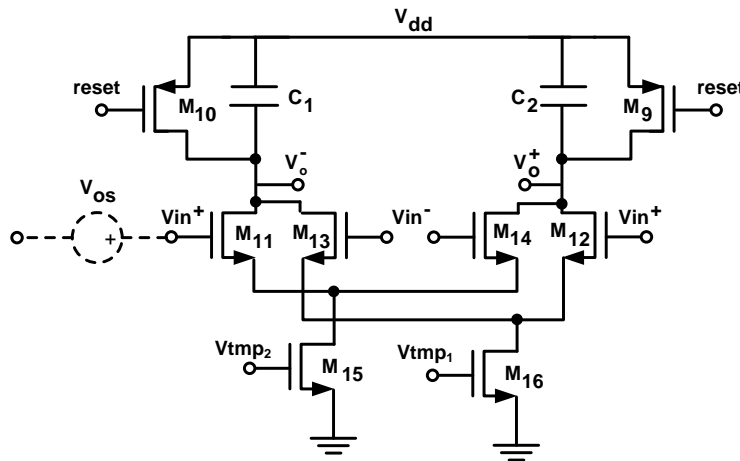 Vdd
reset
M10
C1
C2
M9
reset
Vo-
Vo+
Vos
+
Vin+
M11
M13
Vin-
M14
M12
Vin+
Vtmp2
M15
Vtmp1
M16